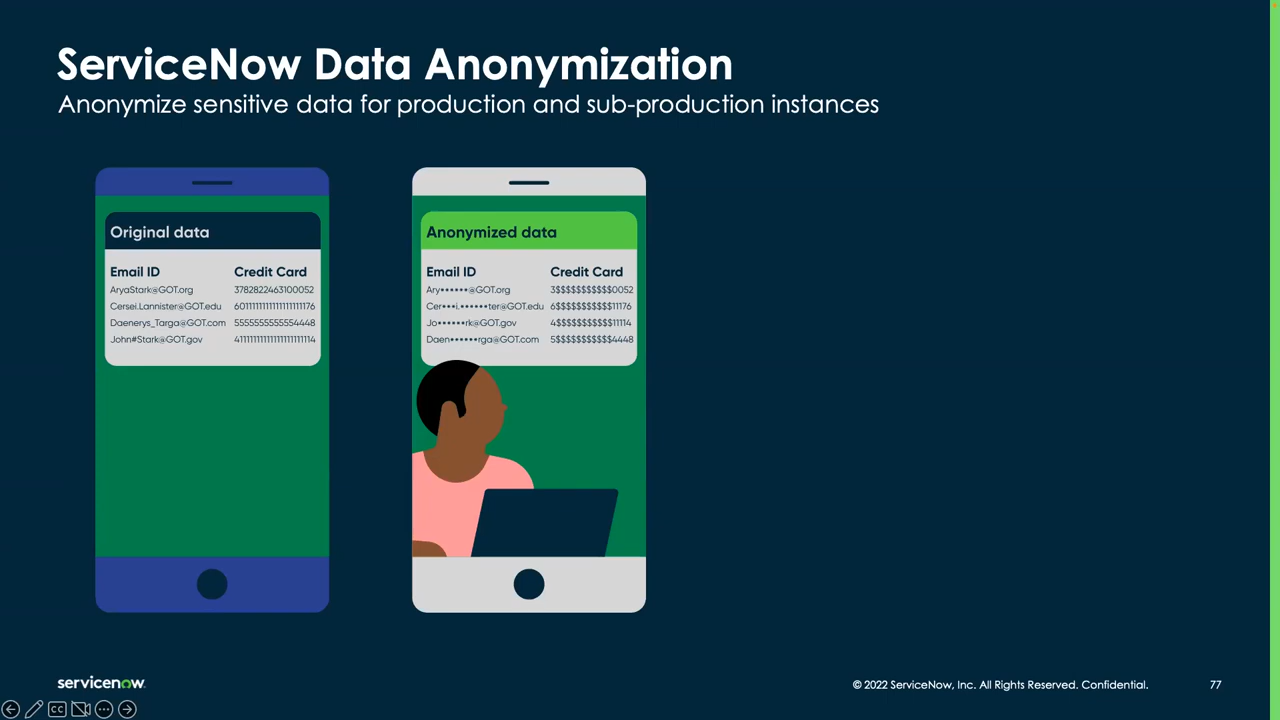 ServiceNow Data Anonymization
Anonymize sensitive data for production and sub-production instances
Original data
Email ID Credit Card
AryaStark@GOT.org 3782822463100052
Cersei.Lannister@GOT.edu 6011111111111111111176
Daenerys_Targa@GOT.com 5555555555554448
John#Stark@GOT.gov 4111111111111111111114
Anonymized data
Email ID Credit Card
Ary••••••@GOT.org 3$$$$$$$$$$$0052
Cer•••i.••••••ter@GOT.edu 6$$$$$$$$$$$11176
Jo••••••rk@GOT.gov 4$$$$$$$$$$$11114
Daen••••••rga@GOT.com 5$$$$$$$$$$$4448
servicenow.
© 2022 ServiceNow, Inc. All Rights Reserved. Confidential. 77
CC